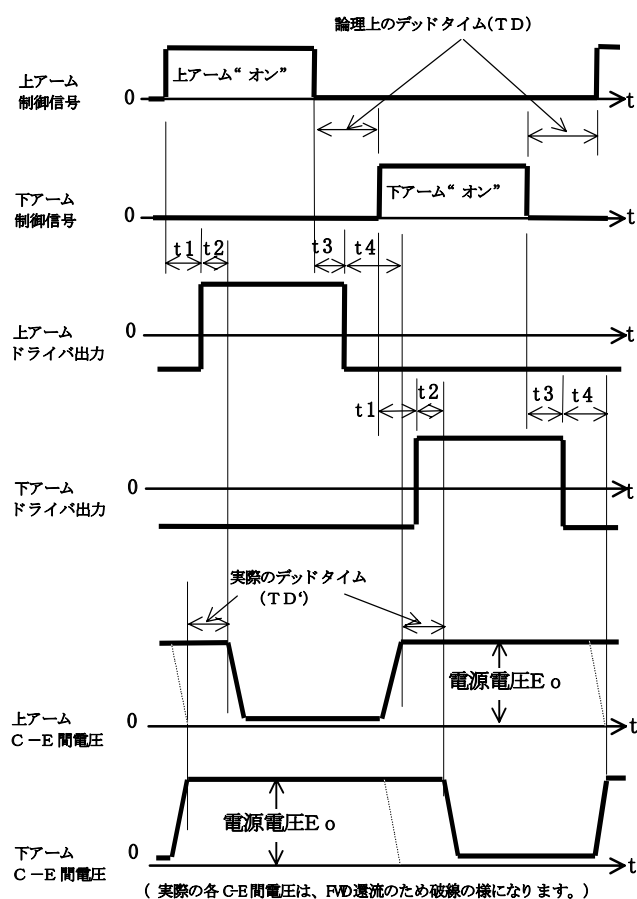 論理上のデッドタイム(ＴＤ)
上アーム“ オン”
上アーム
制御信号
0
t
下アーム“ オン”
下アーム
制御信号
0
t
t1
t2
t3
t4
上アーム
ドライバ出力
0
t
t1
t2
t3
t4
下アーム
ドライバ出力
0
t
実際のデッドタイム
（ＴＤ‘）
電源電圧Ｅｏ
上アーム
Ｃ－Ｅ間電圧
0
t
電源電圧Ｅｏ
下アーム
Ｃ－Ｅ間電圧
0
t
（ 実際の各C-E間電圧は、FWD還流のため破線の様になります。）